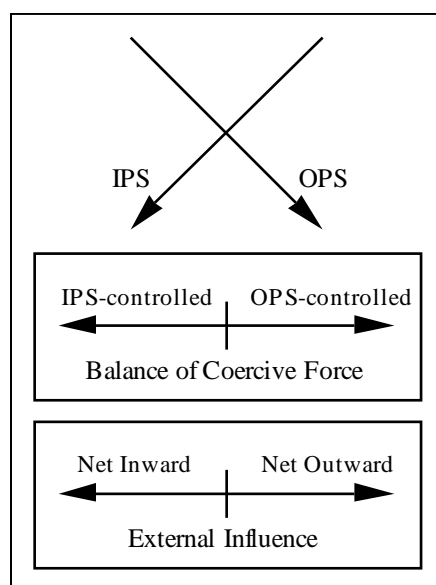 IPS OPS
IPS-controlled OPS-controlled
Balance of Coercive Force
Net Inward Net Outward
External Influence